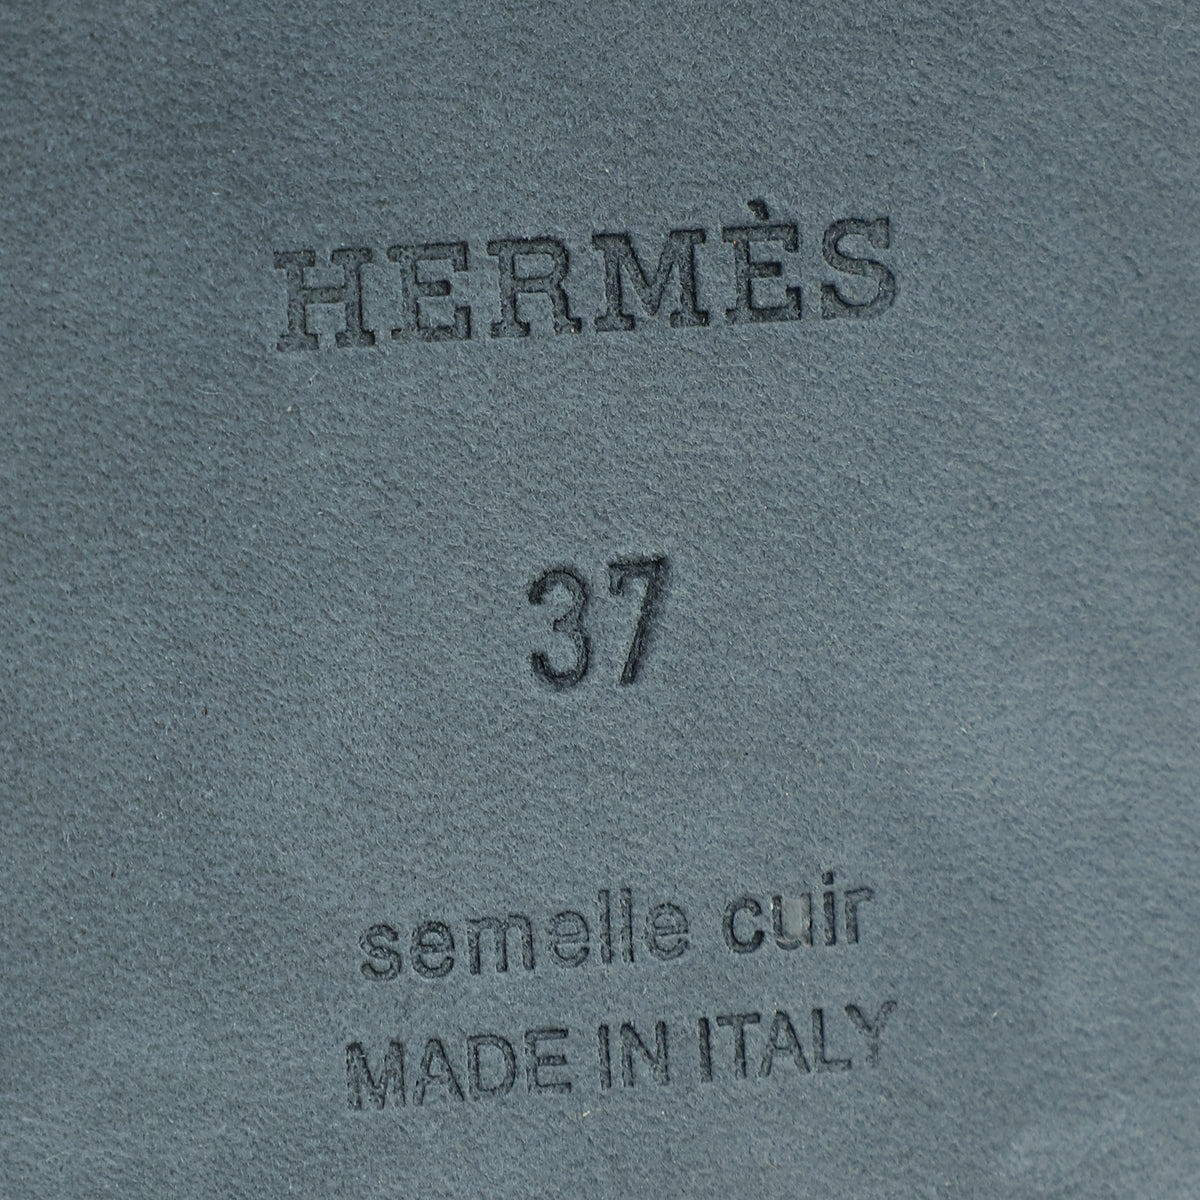 HERMÈS
37
semelle cuir
MADE IN ITALY